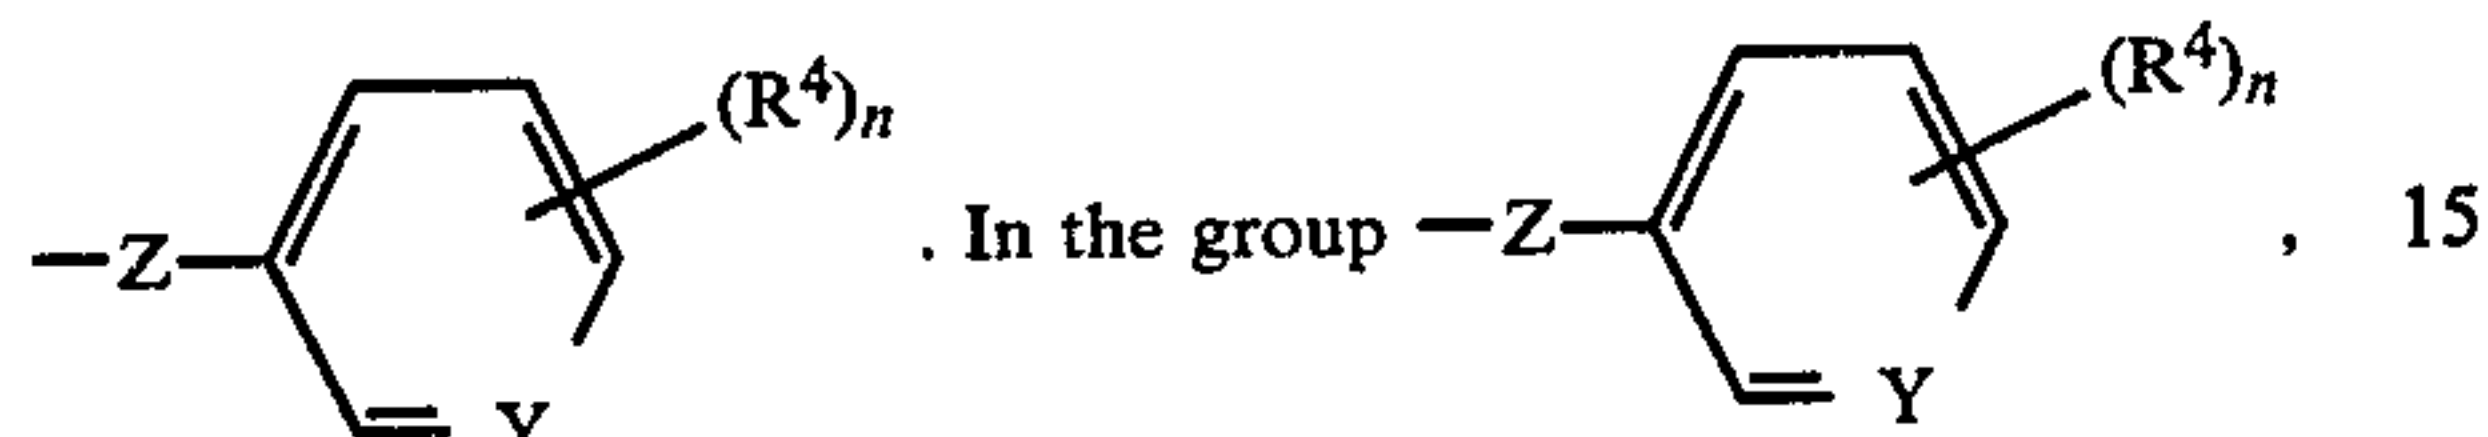 —Z— (R⁴)n Y . In the group —Z— (R⁴)n Y , 15